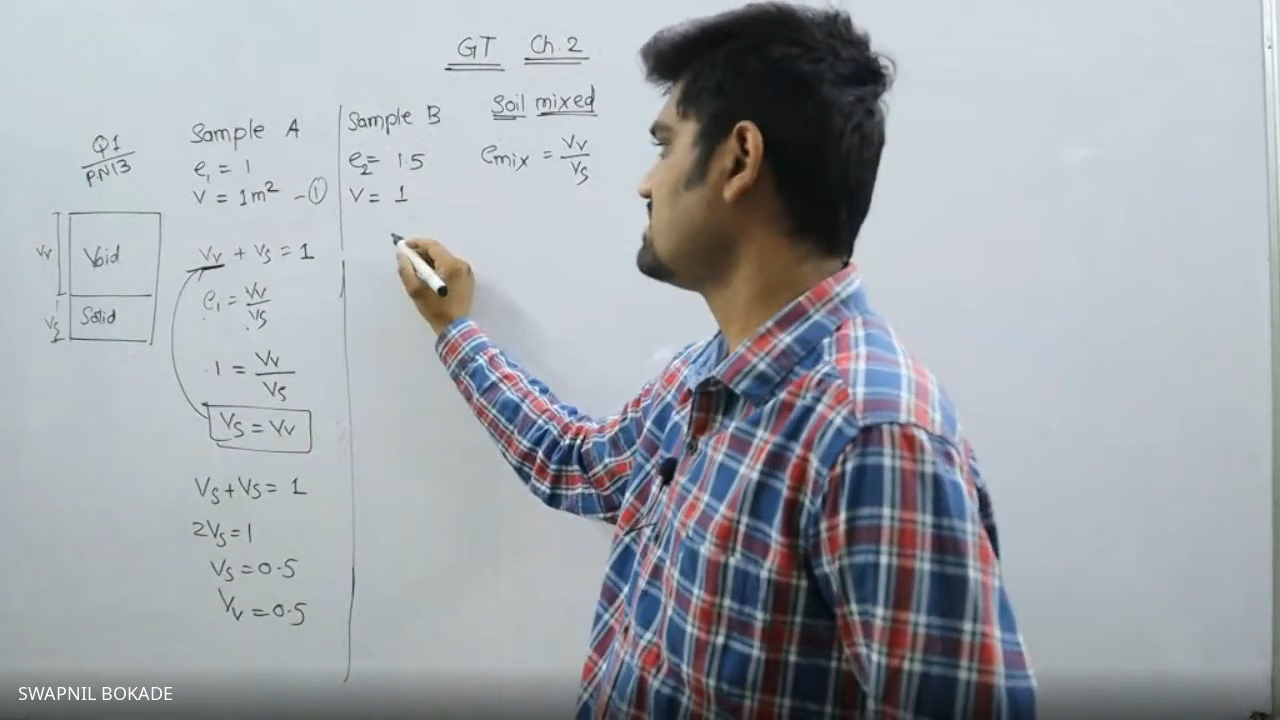 GT Ch. 2
Q1
PN13
Void
Solid
Vv
Vs
Sample A
e₁ = 1
V = 1m² - ①
Vv + Vs = 1
e₁ = Vv/Vs
1 = Vv/Vs
Vs = Vv
Vs + Vs = 1
2Vs = 1
Vs = 0.5
Vv = 0.5
Sample B
e₂ = 1.5
V = 1
Soil mixed
emix = Vv/Vs
SWAPNIL BOKADE